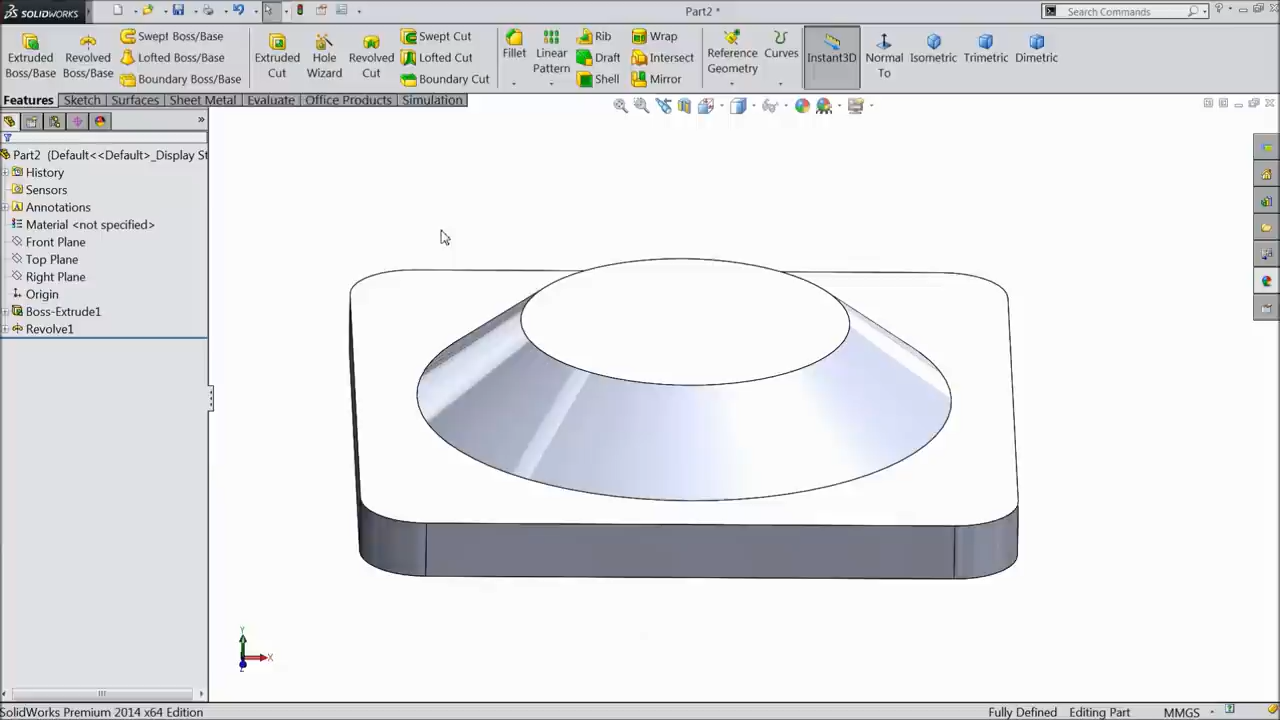 SOLIDWORKS
Part2 *
Search Commands
Extruded Boss/Base
Revolved Boss/Base
Swept Boss/Base
Lofted Boss/Base
Boundary Boss/Base
Extruded Cut
Hole Wizard
Revolved Cut
Swept Cut
Lofted Cut
Boundary Cut
Fillet
Linear Pattern
Rib
Draft
Shell
Wrap
Intersect
Mirror
Reference Geometry
Curves
Instant3D
Normal To
Isometric
Trimetric
Dimetric
Features
Sketch
Surfaces
Sheet Metal
Evaluate
Office Products
Simulation
Part2 (Default<<Default>_Display St
History
Sensors
Annotations
Material <not specified>
Front Plane
Top Plane
Right Plane
Origin
Boss-Extrude1
Revolve1
Y
X
Z
SolidWorks Premium 2014 x64 Edition
Fully Defined
Editing Part
MMGS